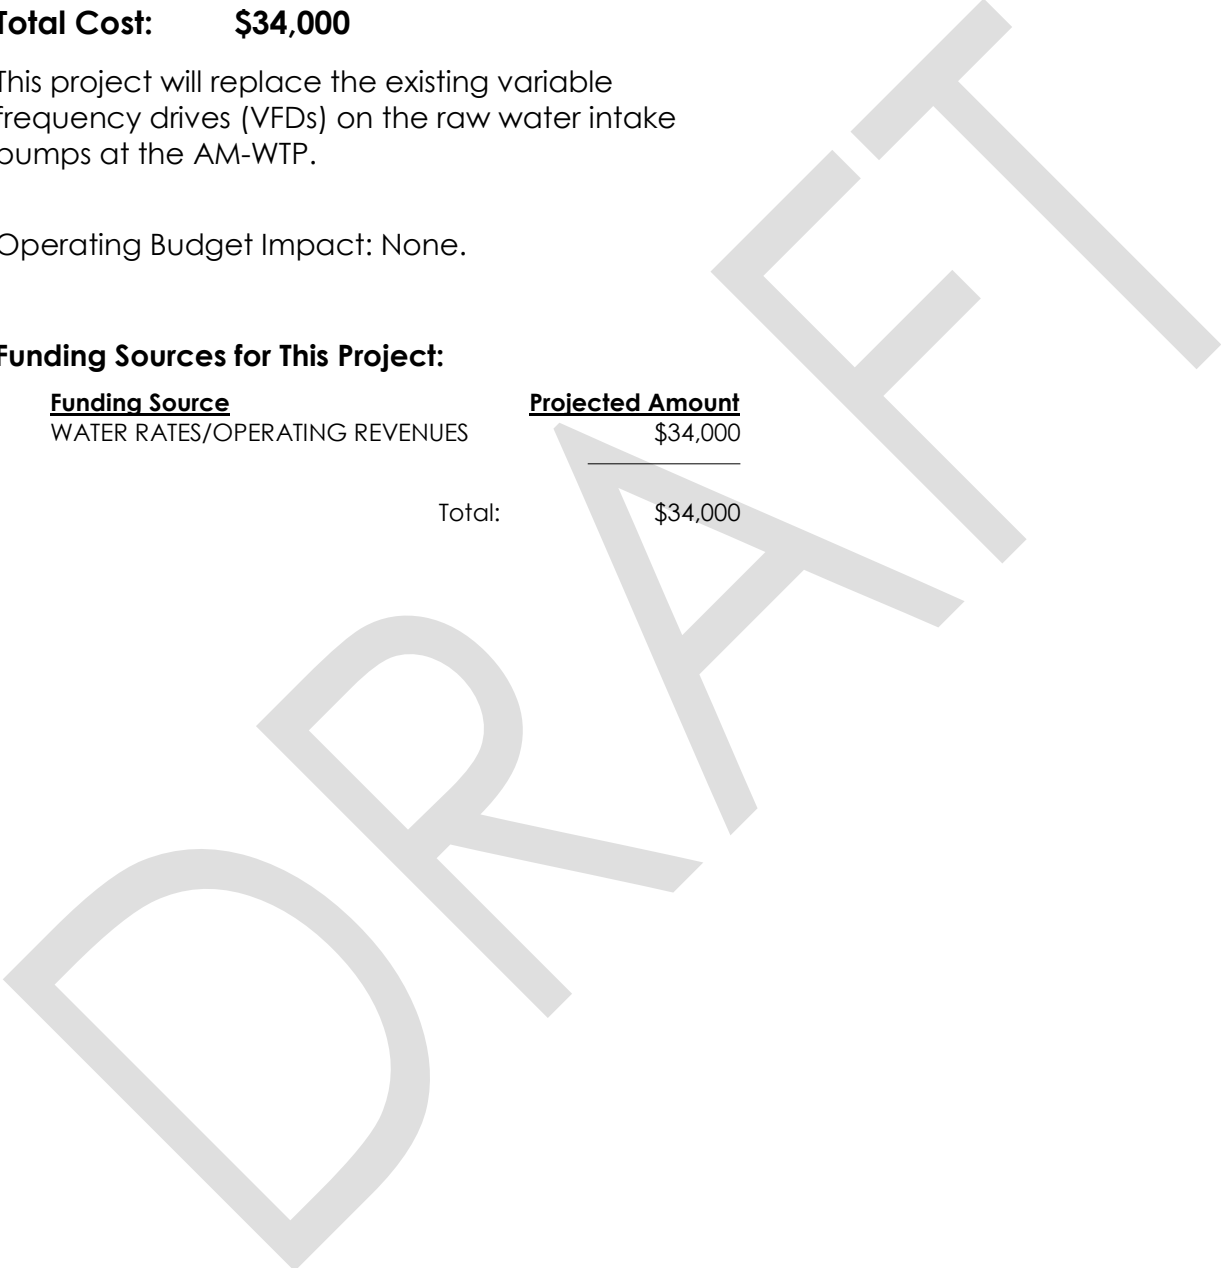 Total Cost: $34,000
This project will replace the existing variable
frequency drives (VFDs) on the raw water intake
pumps at the AM-WTP.
Operating Budget Impact: None.
Funding Sources for This Project:
Funding Source Projected Amount
WATER RATES/OPERATING REVENUES $34,000
Total: $34,000
DRAFT